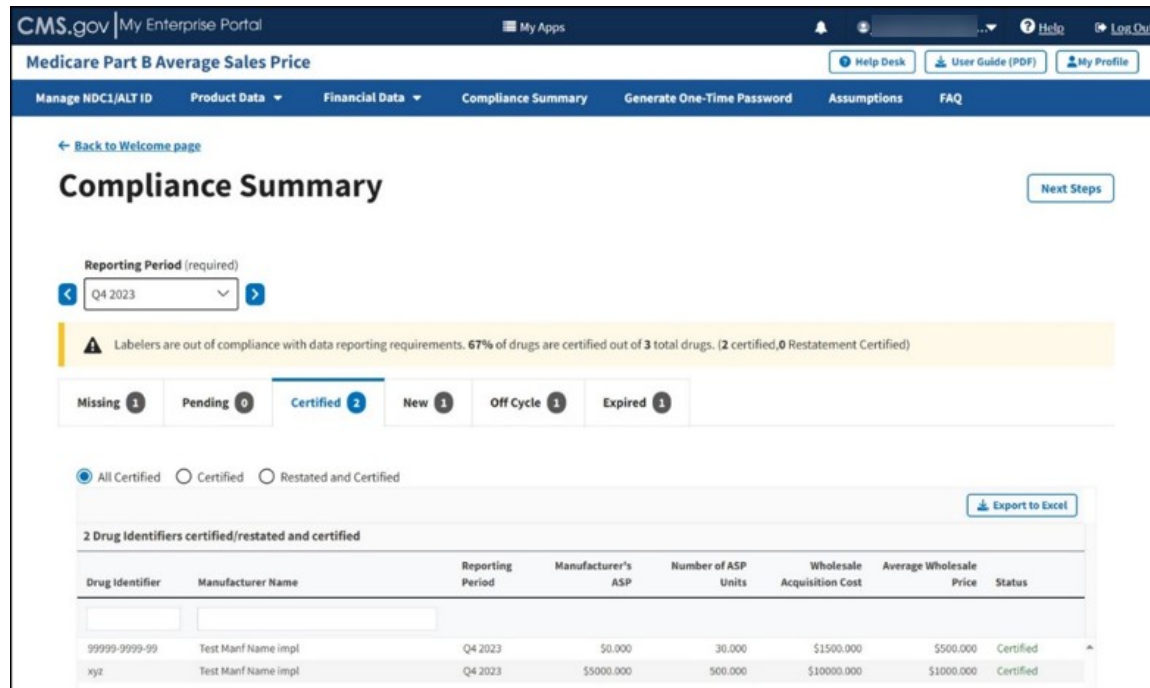 CMS.gov My Enterprise Portal My Apps ...▾ Help Log Ou
Medicare Part B Average Sales Price Help Desk User Guide (PDF) My Profile
Manage NDC1/ALT ID Product Data Financial Data Compliance Summary Generate One-Time Password Assumptions FAQ
← Back to Welcome page
Compliance Summary Next Steps
Reporting Period (required)
Q4 2023
Labelers are out of compliance with data reporting requirements. 67% of drugs are certified out of 3 total drugs. (2 certified,0 Restatement Certified)
Missing 1 Pending 0 Certified 2 New 1 Off Cycle 1 Expired 1
All Certified Certified Restated and Certified
Export to Excel
2 Drug Identifiers certified/restated and certified
Drug Identifier Manufacturer Name Reporting Period Manufacturer's ASP Number of ASP Units Wholesale Acquisition Cost Average Wholesale Price Status
99999-9999-99 Test Manf Name impl Q4 2023 $0.000 30.000 $1500.000 $500.000 Certified
xyz Test Manf Name impl Q4 2023 $5000.000 500.000 $10000.000 $1000.000 Certified